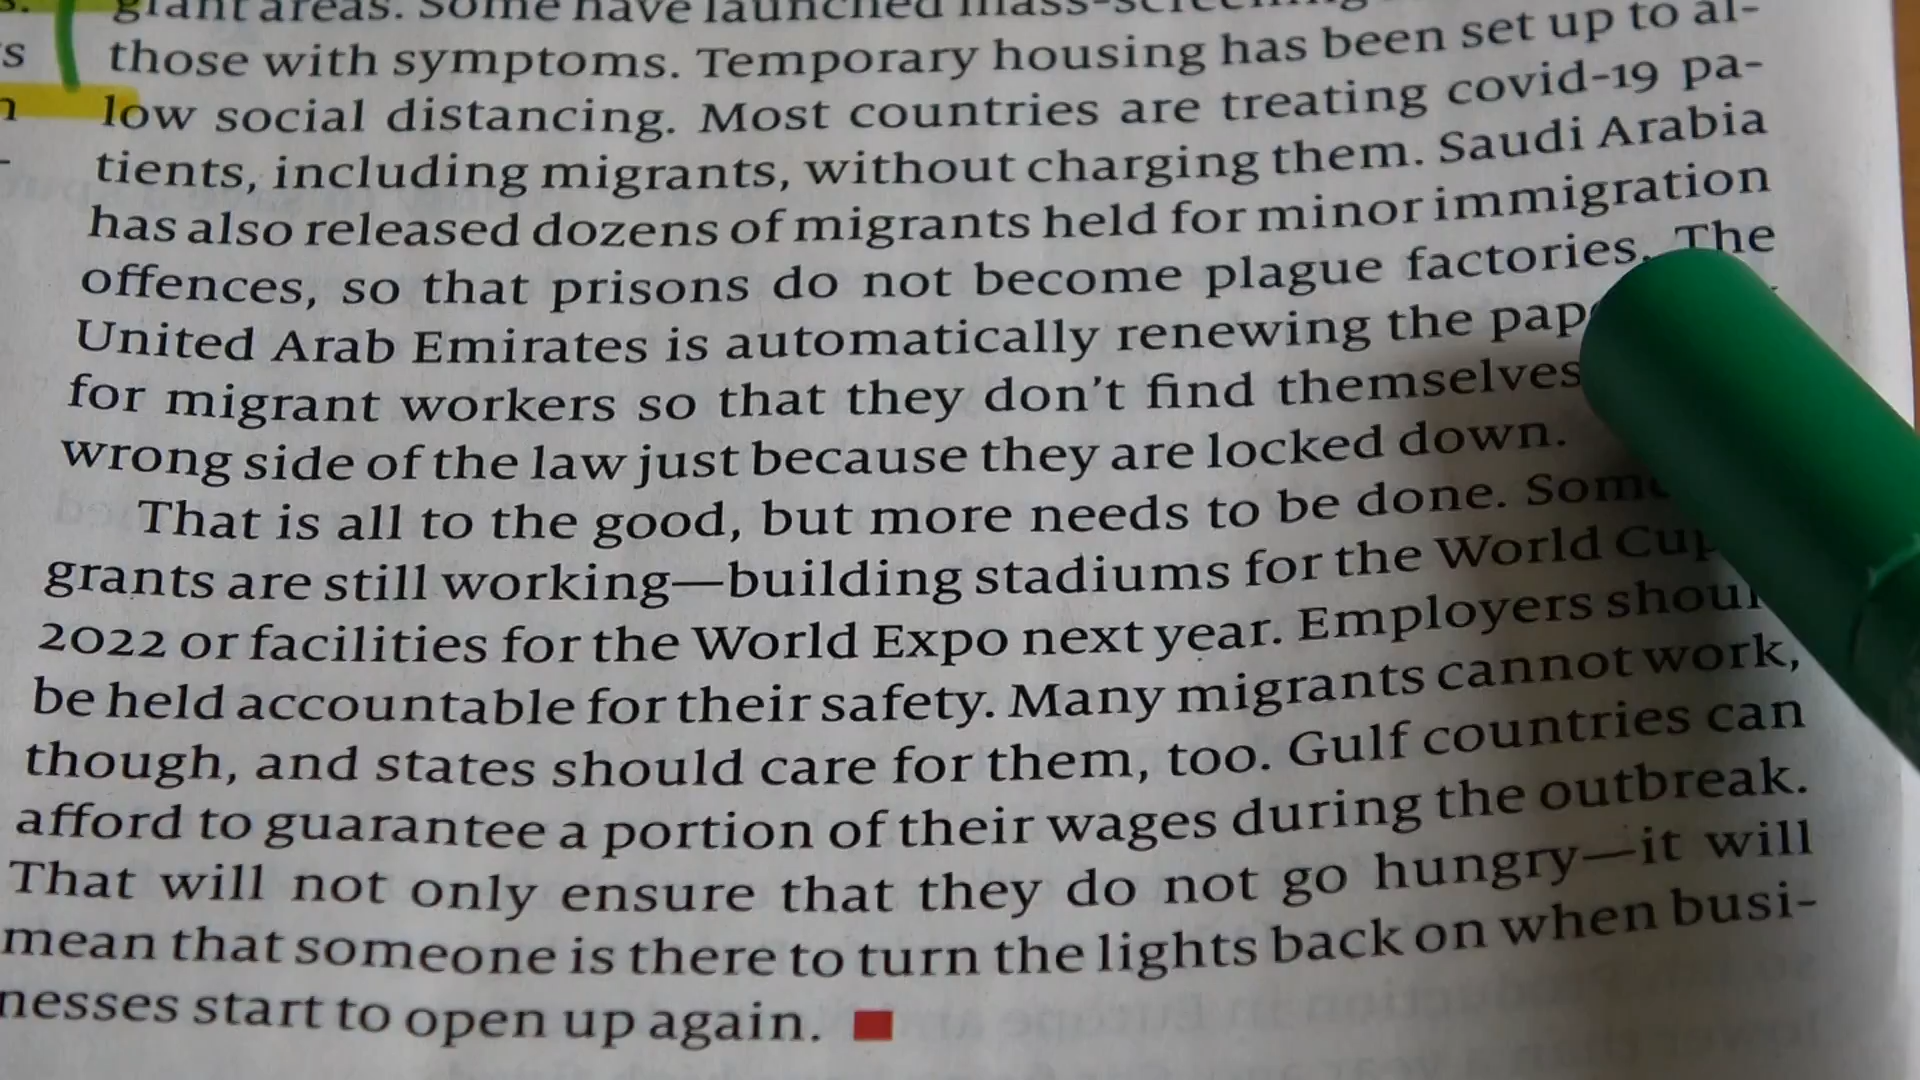 areas. Some have launched
those with symptoms. Temporary housing has been set up to al-
low social distancing. Most countries are treating covid-19 pa-
tients, including migrants, without charging them. Saudi Arabia
has also released dozens of migrants held for minor immigration
offences, so that prisons do not become plague factories. The
United Arab Emirates is automatically renewing the
for migrant workers so that they don't find themselves
wrong side of the law just because they are locked down.
That is all to the good, but more needs to be done.
grants are still working—building stadiums for the World Cup
2022 or facilities for the World Expo next year. Employers
be held accountable for their safety. Many migrants cannot work,
though, and states should care for them, too. Gulf countries can
afford to guarantee a portion of their wages during the outbreak.
That will not only ensure that they do not go hungry—it will
mean that someone is there to turn the lights back on when busi-
nesses start to open up again.